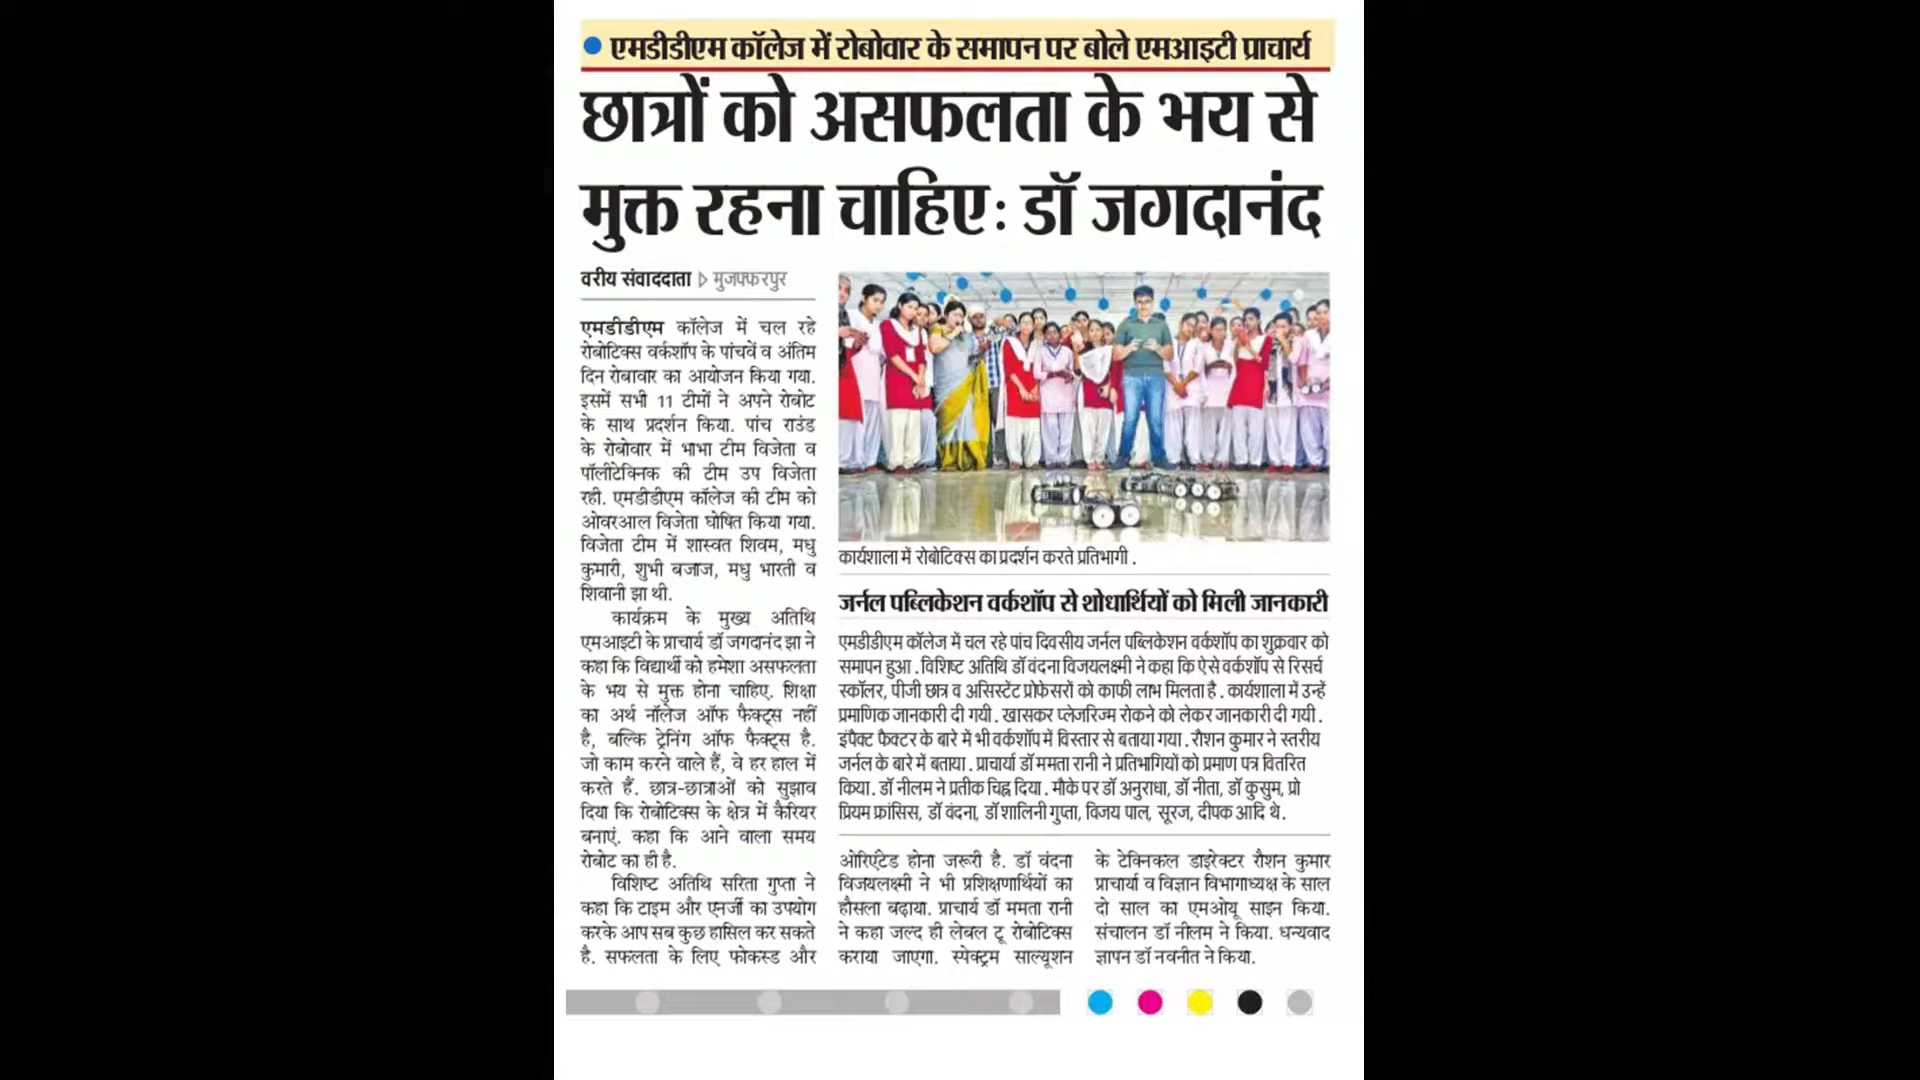 एमडीडीएम कॉलेज में रोबोवार के समापन पर बोले एमआइटी प्राचार्य
छात्रों को असफलता के भय से
मुक्त रहना चाहिए: डॉ जगदानंद
वरीय संवाददाता ▷ मुजफ्फरपुर
एमडीडीएम कॉलेज में चल रहे
रोबोटिक्स वर्कशॉप के पांचवें व अंतिम
दिन रोबावार का आयोजन किया गया.
इसमें सभी 11 टीमों ने अपने रोबोट
के साथ प्रदर्शन किया. पांच राउंड
के रोबोवार में भाभा टीम विजेता व
पॉलीटेक्निक की टीम उप विजेता
रही. एमडीडीएम कॉलेज की टीम को
ओवरआल विजेता घोषित किया गया.
विजेता टीम में शास्वत शिवम, मधु
कुमारी, शुभी बजाज, मधु भारती व
शिवानी झा थी.
कार्यक्रम के मुख्य अतिथि
एमआइटी के प्राचार्य डॉ जगदानंद झा ने
कहा कि विद्यार्थी को हमेशा असफलता
के भय से मुक्त होना चाहिए. शिक्षा
का अर्थ नॉलेज ऑफ फैक्ट्स नहीं
है, बल्कि ट्रेनिंग ऑफ फैक्ट्स है.
जो काम करने वाले हैं, वे हर हाल में
करते हैं. छात्र-छात्राओं को सुझाव
दिया कि रोबोटिक्स के क्षेत्र में कैरियर
बनाएं. कहा कि आने वाला समय
रोबोट का ही है.
विशिष्ट अतिथि सरिता गुप्ता ने
कहा कि टाइम और एनर्जी का उपयोग
करके आप सब कुछ हासिल कर सकते
है. सफलता के लिए फोकस्ड और
कार्यशाला में रोबोटिक्स का प्रदर्शन करते प्रतिभागी .
जर्नल पब्लिकेशन वर्कशॉप से शोधार्थियों को मिली जानकारी
एमडीडीएम कॉलेज में चल रहे पांच दिवसीय जर्नल पब्लिकेशन वर्कशॉप का शुक्रवार को
समापन हुआ . विशिष्ट अतिथि डॉ वंदना विजयलक्ष्मी ने कहा कि ऐसे वर्कशॉप से रिसर्च
स्कॉलर, पीजी छात्र व असिस्टेंट प्रोफेसरों को काफी लाभ मिलता है . कार्यशाला में उन्हें
प्रमाणिक जानकारी दी गयी . खासकर प्लेजरिज्म रोकने को लेकर जानकारी दी गयी .
इंपैक्ट फैक्टर के बारे में भी वर्कशॉप में विस्तार से बताया गया . रौशन कुमार ने स्तरीय
जर्नल के बारे में बताया . प्राचार्या डॉ ममता रानी ने प्रतिभागियों को प्रमाण पत्र वितरित
किया . डॉ नीलम ने प्रतीक चिह्न दिया . मौके पर डॉ अनुराधा, डॉ नीता, डॉ कुसुम, प्रो
प्रियम फ्रांसिस, डॉ वंदना, डॉ शालिनी गुप्ता, विजय पाल, सूरज, दीपक आदि थे .
ओरिएंटेड होना जरूरी है. डॉ वंदना
विजयलक्ष्मी ने भी प्रशिक्षणार्थियों का
हौसला बढ़ाया. प्राचार्य डॉ ममता रानी
ने कहा जल्द ही लेबल टू रोबोटिक्स
कराया जाएगा. स्पेक्ट्रम साल्यूशन
के टेक्निकल डाइरेक्टर रौशन कुमार
प्राचार्या व विज्ञान विभागाध्यक्ष के साल
दो साल का एमओयू साइन किया.
संचालन डॉ नीलम ने किया. धन्यवाद
ज्ञापन डॉ नवनीत ने किया.